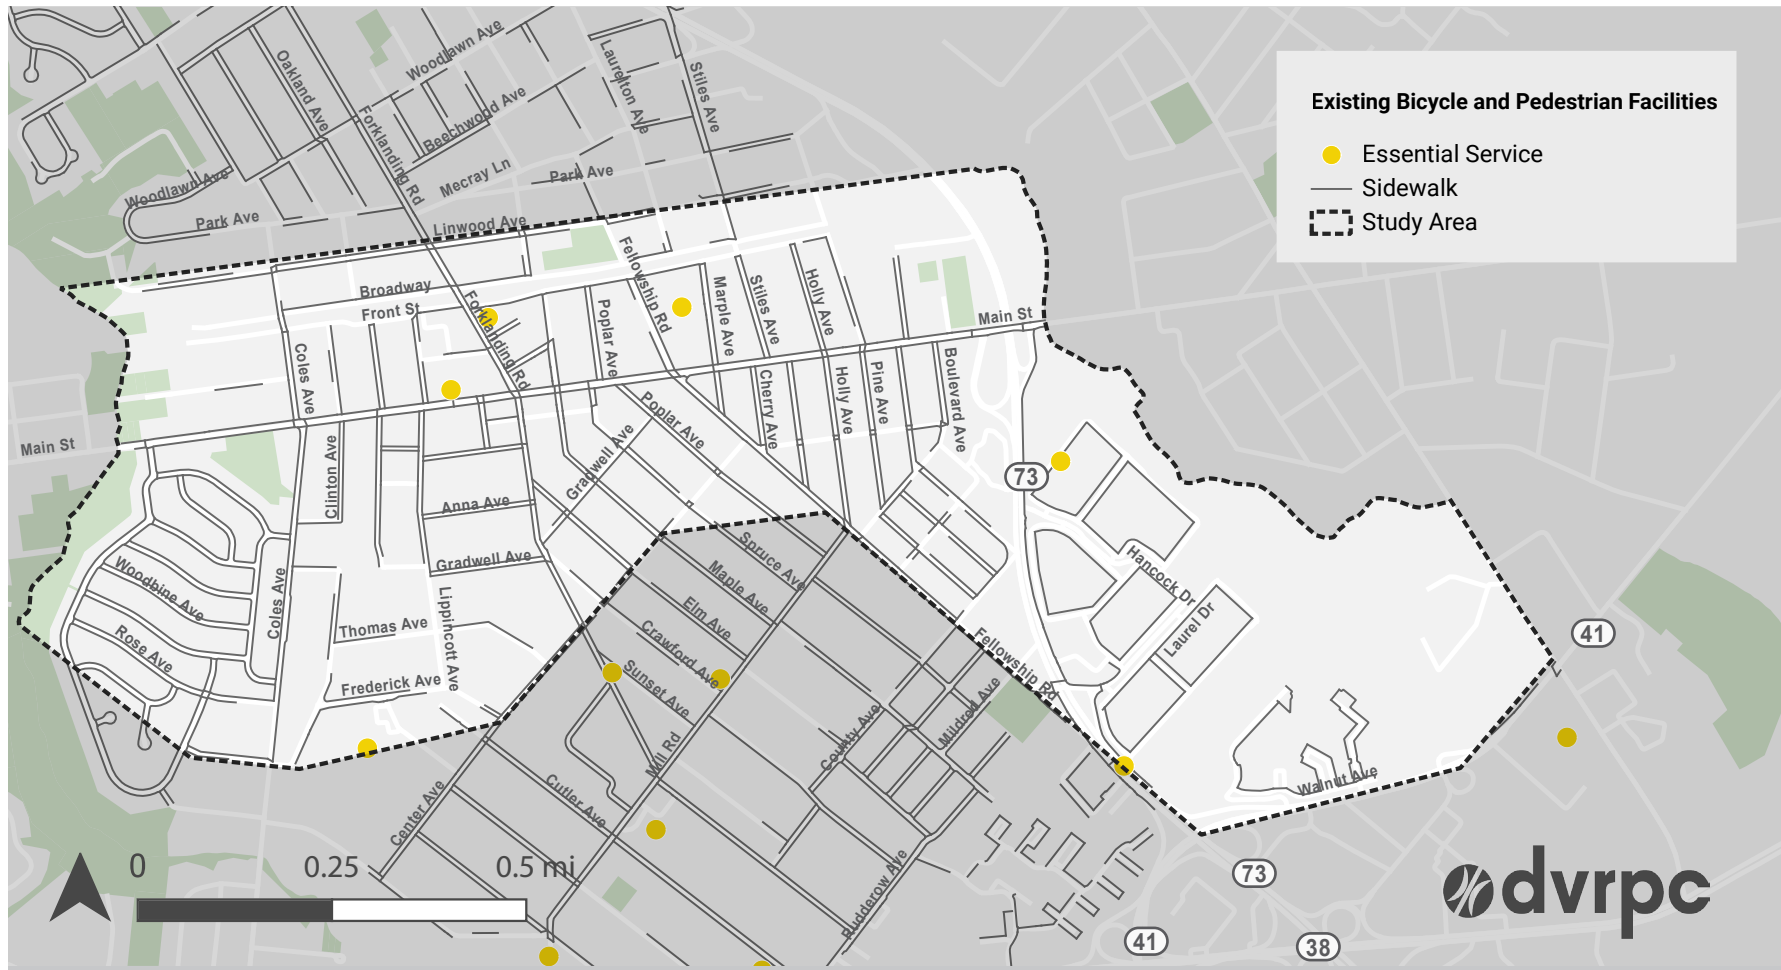 Existing Bicycle and Pedestrian Facilities
Essential Service
Sidewalk
Study Area
Woodlawn Ave
Oakland Ave
Laurelton Ave
Stiles Ave
Forklanding Rd
Beechwood Ave
Mecray Ln
Park Ave
Woodlawn Ave
Park Ave
Linwood Ave
Broadway
Front St
Forklanding Rd
Fellowship Rd
Poplar Ave
Marple Ave
Stiles Ave
Holly Ave
Main St
Coles Ave
Cherry Ave
Holly Ave
Pine Ave
Boulevard Ave
Poplar Ave
Main St
Clinton Ave
Gradwell Ave
Anna Ave
73
Gradwell Ave
Spruce Ave
Maple Ave
Elm Ave
Crawford Ave
Sunset Ave
Woodbine Ave
Rose Ave
Coles Ave
Thomas Ave
Lippincott Ave
Frederick Ave
Hancock Dr
Laurel Dr
41
Fellowship Rd
Mildred Ave
County Ave
Mill Rd
Cutler Ave
Center Ave
Walnut Ave
Rudderow Ave
0
0.25
0.5 mi
73
41
38
dvrpc